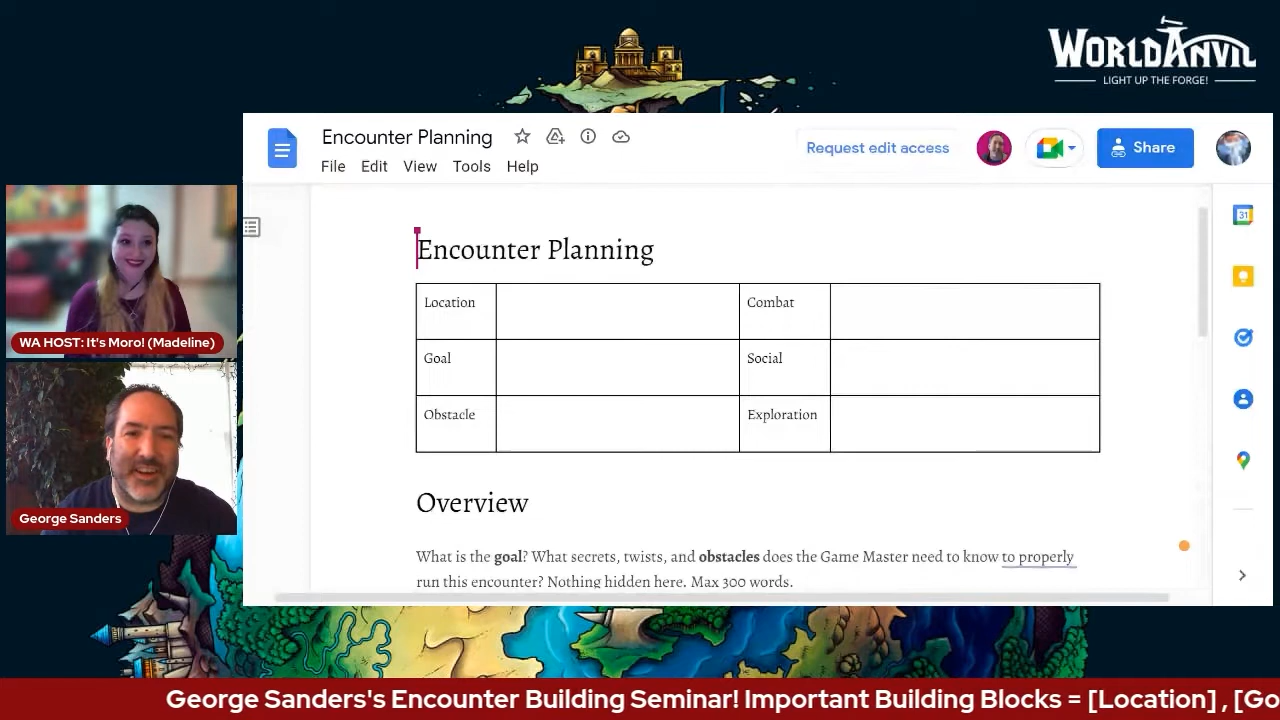 WORLDANVIL
LIGHT UP THE FORGE!
Encounter Planning
Request edit access
Share
File Edit View Tools Help
31
Encounter Planning
Location Combat
Goal Social
Obstacle Exploration
Overview
What is the goal? What secrets, twists, and obstacles does the Game Master need to know to properly
run this encounter? Nothing hidden here. Max 300 words.
WA HOST: It's Moro! (Madeline)
George Sanders
George Sanders's Encounter Building Seminar! Important Building Blocks = [Location] , [Go